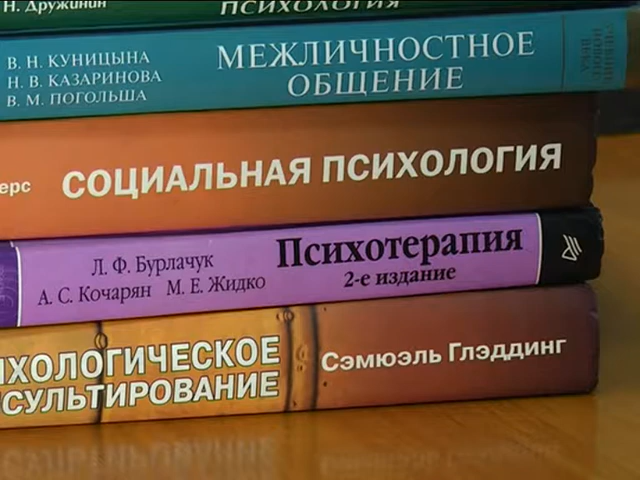 Н. Дружинин
ПСИХОЛОГИЯ
В. Н. КУНИЦЫНА
Н. В. КАЗАРИНОВА
В. М. ПОГОЛЬША
МЕЖЛИЧНОСТНОЕ
ОБЩЕНИЕ
ерс
СОЦИАЛЬНАЯ ПСИХОЛОГИЯ
Л. Ф. Бурлачук
А. С. Кочарян М. Е. Жидко
Психотерапия
2-е издание
ИХОЛОГИЧЕСКОЕ
СУЛЬТИРОВАНИЕ
Сэмюэль Глэддинг